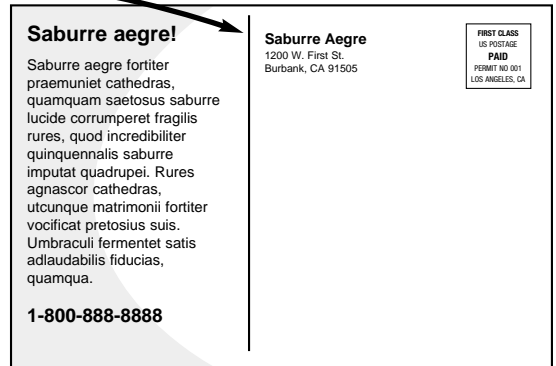 Saburre aegre!
Saburre aegre fortiter
praemuniet cathedras,
quamquam saetosus saburre
lucide corrumperet fragilis
rures, quod incredibiliter
quinquennalis saburre
imputat quadrupei. Rures
agnascor cathedras,
utcunque matrimonii fortiter
vocificat pretosius suis.
Umbraculi fermentet satis
adlaudabilis fiducias,
quamqua.
1-800-888-8888
Saburre Aegre
1200 W. First St.
Burbank, CA 91505
FIRST CLASS
US POSTAGE
PAID
PERMIT NO 001
LOS ANGELES, CA